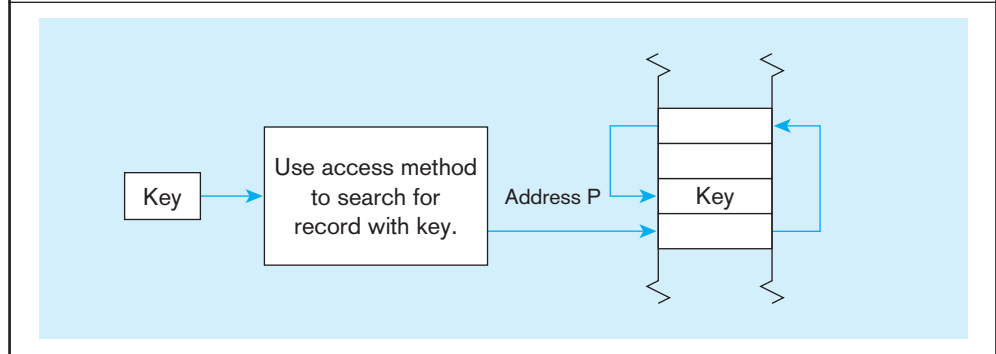 Key
Use access method
to search for
record with key.
Address P
Key